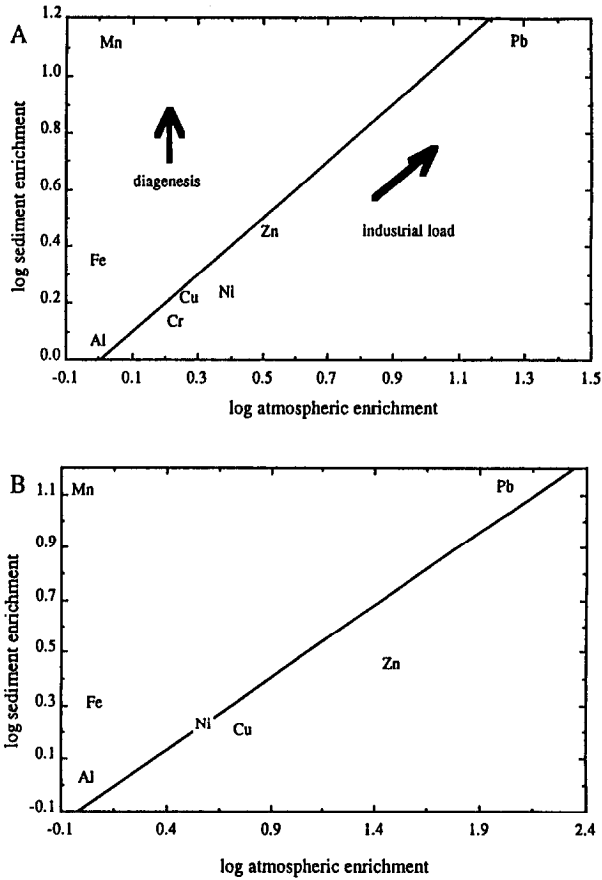 A
1.2
1.0
0.8
0.6
0.4
0.2
0.0
log sediment enrichment
Mn
Pb
diagenesis
industrial load
Zn
Fe
Cu
Ni
Cr
Al
-0.1 0.1 0.3 0.5 0.7 0.9 1.1 1.3 1.5
log atmospheric enrichment
B
1.1
0.9
0.7
0.5
0.3
0.1
-0.1
log sediment enrichment
Mn
Pb
Zn
Fe
Ni
Cu
Al
-0.1 0.4 0.9 1.4 1.9 2.4
log atmospheric enrichment